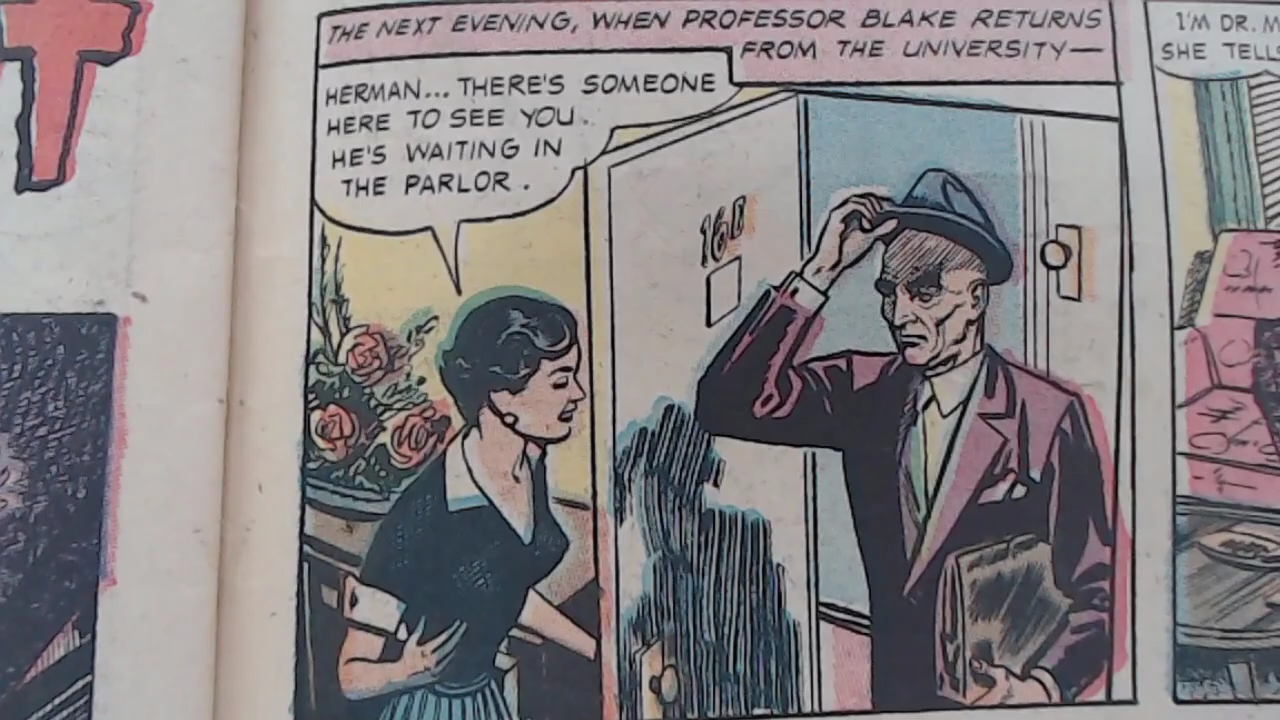 T
THE NEXT EVENING, WHEN PROFESSOR BLAKE RETURNS
FROM THE UNIVERSITY—
HERMAN... THERE'S SOMEONE
HERE TO SEE YOU.
HE'S WAITING IN
THE PARLOR.
I'M DR. M
SHE TELLS